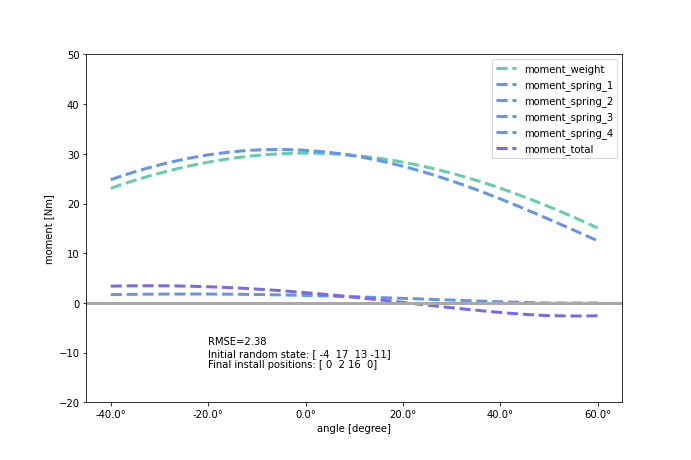 50
40
30
20
10
0
−10
−20
moment [Nm]
-40.0°
-20.0°
0.0°
20.0°
40.0°
60.0°
angle [degree]
moment_weight
moment_spring_1
moment_spring_2
moment_spring_3
moment_spring_4
moment_total
RMSE=2.38
Initial random state: [ -4  17  13 -11]
Final install positions: [ 0  2 16  0]